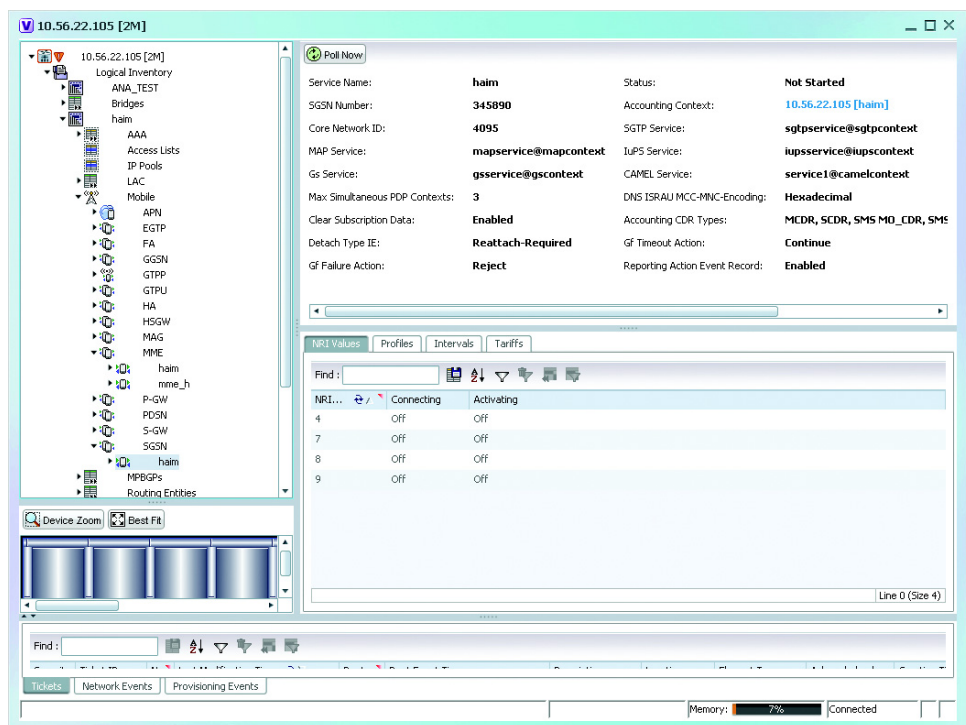 10.56.22.105 [2M]
10.56.22.105 [2M]
Logical Inventory
ANA_TEST
Bridges
haim
AAA
Access Lists
IP Pools
LAC
Mobile
APN
EGTP
FA
GGSN
GTPP
GTPU
HA
HSGW
MAG
MME
haim
mme_h
P-GW
PDSN
S-GW
SGSN
haim
MPBGPs
Routing Entities
Device Zoom Best Fit
Poll Now
Service Name: haim Status: Not Started
SGSN Number: 345890 Accounting Context: 10.56.22.105 [haim]
Core Network ID: 4095 SGTP Service: sgtpservice@sgtpcontext
MAP Service: mapservice@mapcontext IuPS Service: iupsservice@iupscontext
Gs Service: gsservice@gscontext CAMEL Service: service1@camelcontext
Max Simultaneous PDP Contexts: 3 DNS ISRAU MCC-MNC-Encoding: Hexadecimal
Clear Subscription Data: Enabled Accounting CDR Types: MCDR, SCDR, SMS MO_CDR, SMS
Detach Type IE: Reattach-Required Gf Timeout Action: Continue
Gf Failure Action: Reject Reporting Action Event Record: Enabled
NRI Values Profiles Intervals Tariffs
Find :
NRI... Connecting Activating
4 Off Off
7 Off Off
8 Off Off
9 Off Off
Line 0 (Size 4)
Find :
Tickets Network Events Provisioning Events
Memory: 7% Connected